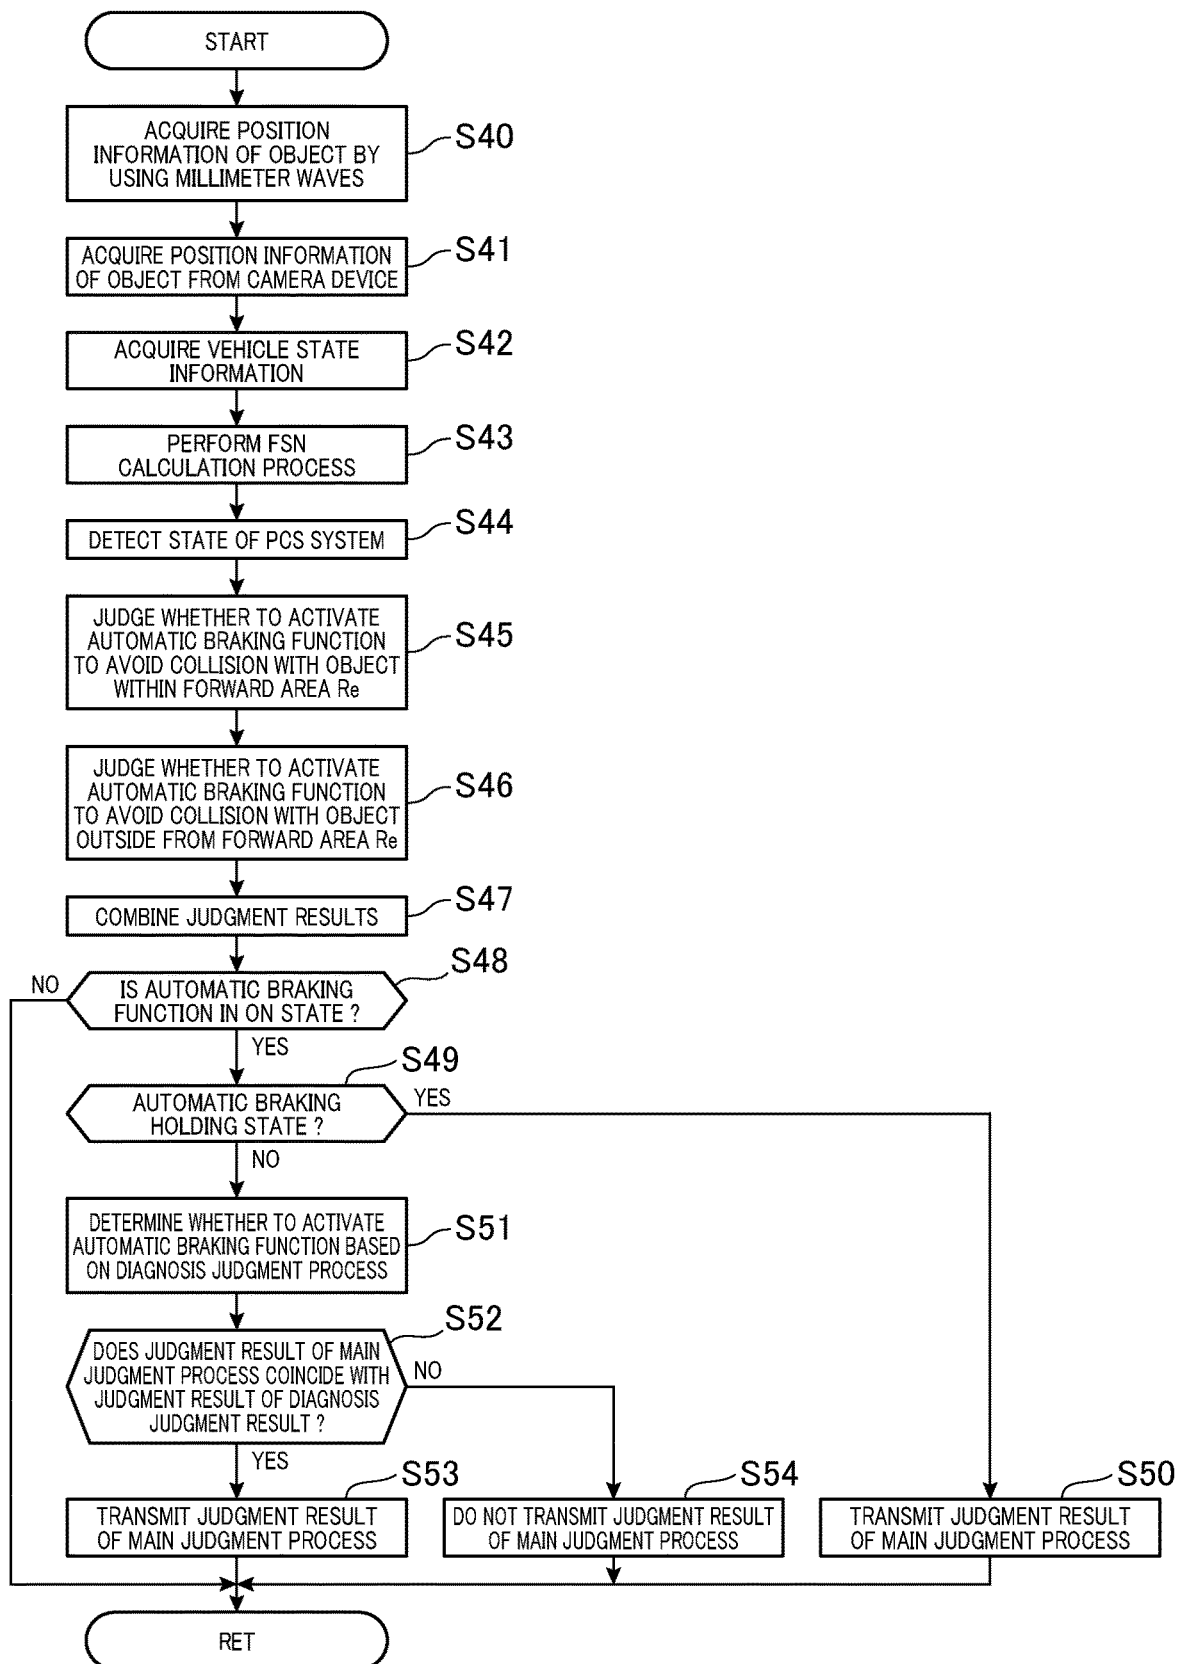 START
ACQUIRE POSITION
INFORMATION OF OBJECT BY
USING MILLIMETER WAVES
S40
ACQUIRE POSITION INFORMATION
OF OBJECT FROM CAMERA DEVICE
S41
ACQUIRE VEHICLE STATE
INFORMATION
S42
PERFORM FSN
CALCULATION PROCESS
S43
DETECT STATE OF PCS SYSTEM
S44
JUDGE WHETHER TO ACTIVATE
AUTOMATIC BRAKING FUNCTION
TO AVOID COLLISION WITH OBJECT
WITHIN FORWARD AREA Re
S45
JUDGE WHETHER TO ACTIVATE
AUTOMATIC BRAKING FUNCTION
TO AVOID COLLISION WITH OBJECT
OUTSIDE FROM FORWARD AREA Re
S46
COMBINE JUDGMENT RESULTS
S47
IS AUTOMATIC BRAKING
FUNCTION IN ON STATE ?
S48
NO
YES
AUTOMATIC BRAKING
HOLDING STATE ?
S49
YES
NO
DETERMINE WHETHER TO ACTIVATE
AUTOMATIC BRAKING FUNCTION BASED
ON DIAGNOSIS JUDGMENT PROCESS
S51
DOES JUDGMENT RESULT OF MAIN
JUDGMENT PROCESS COINCIDE WITH
JUDGMENT RESULT OF DIAGNOSIS
JUDGMENT RESULT ?
S52
NO
YES
TRANSMIT JUDGMENT RESULT
OF MAIN JUDGMENT PROCESS
S53
DO NOT TRANSMIT JUDGMENT RESULT
OF MAIN JUDGMENT PROCESS
S54
TRANSMIT JUDGMENT RESULT
OF MAIN JUDGMENT PROCESS
S50
RET